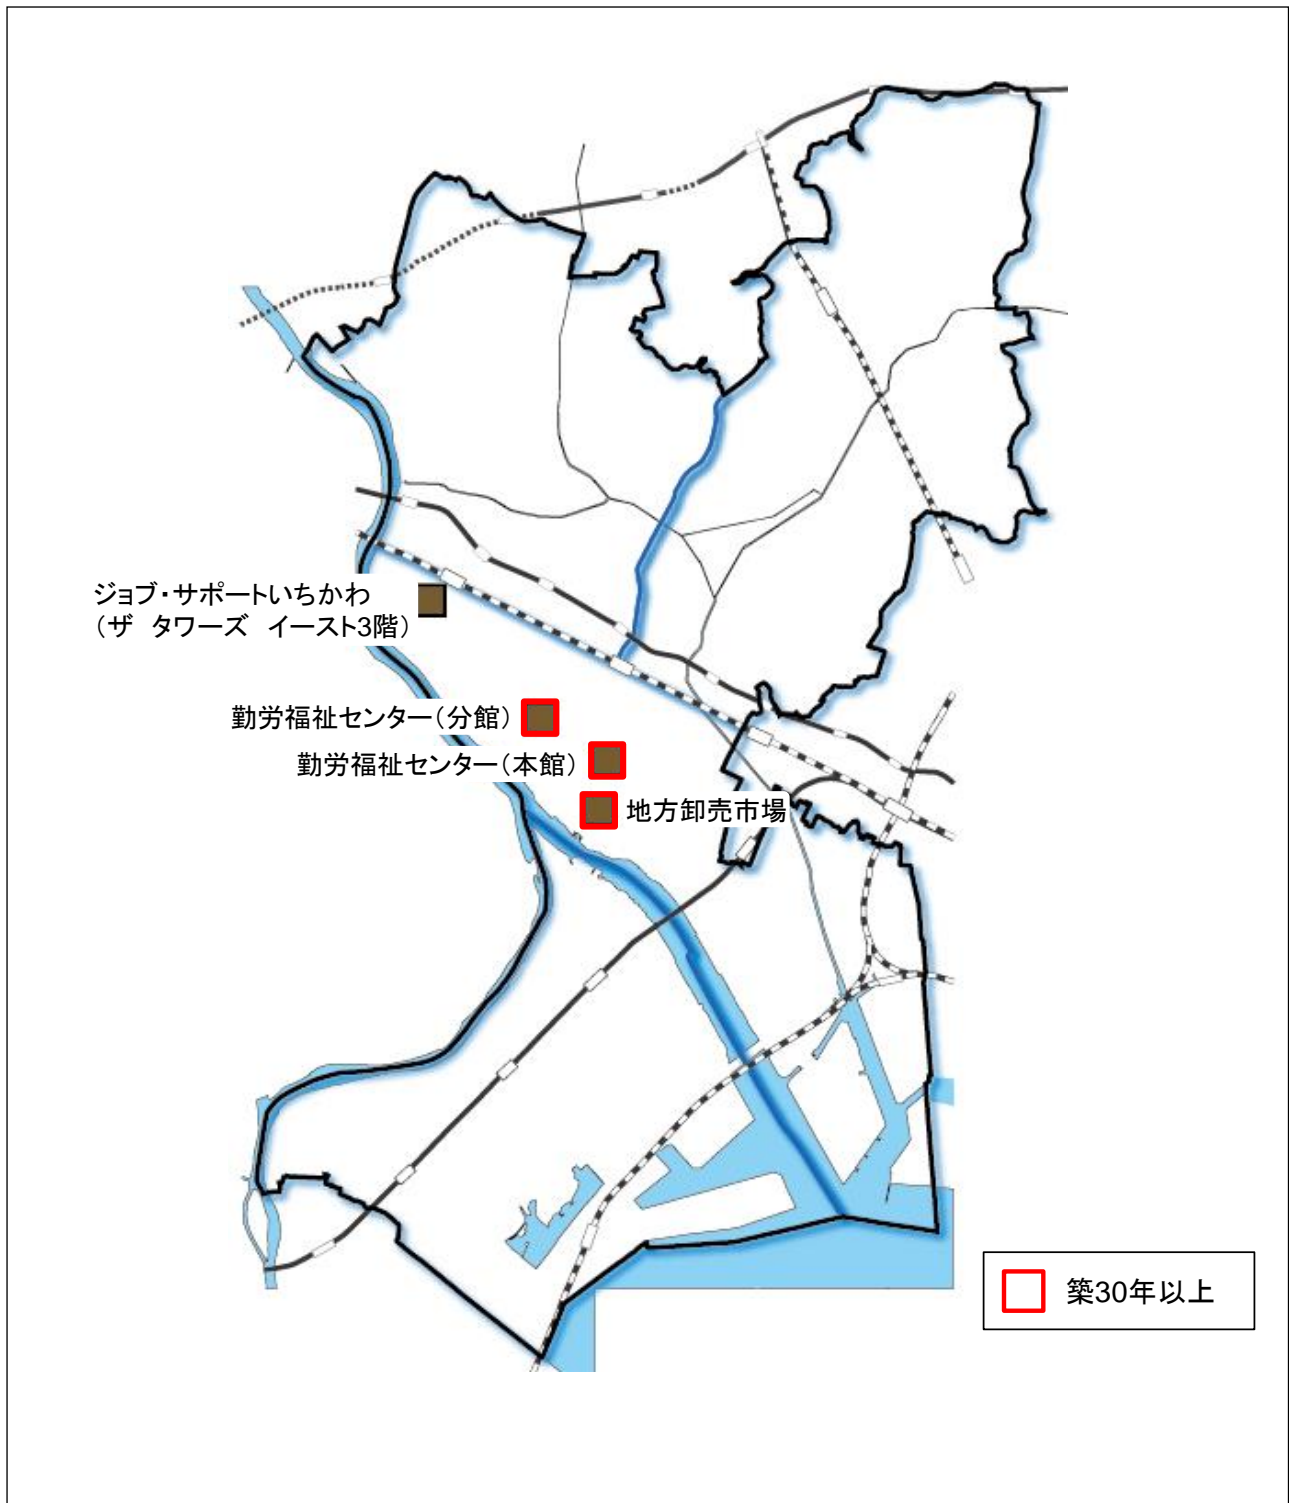 ジョブ・サポートいちかわ
（ザ　タワーズ　イースト3階）
勤労福祉センター（分館）
勤労福祉センター（本館）
地方卸売市場
築30年以上